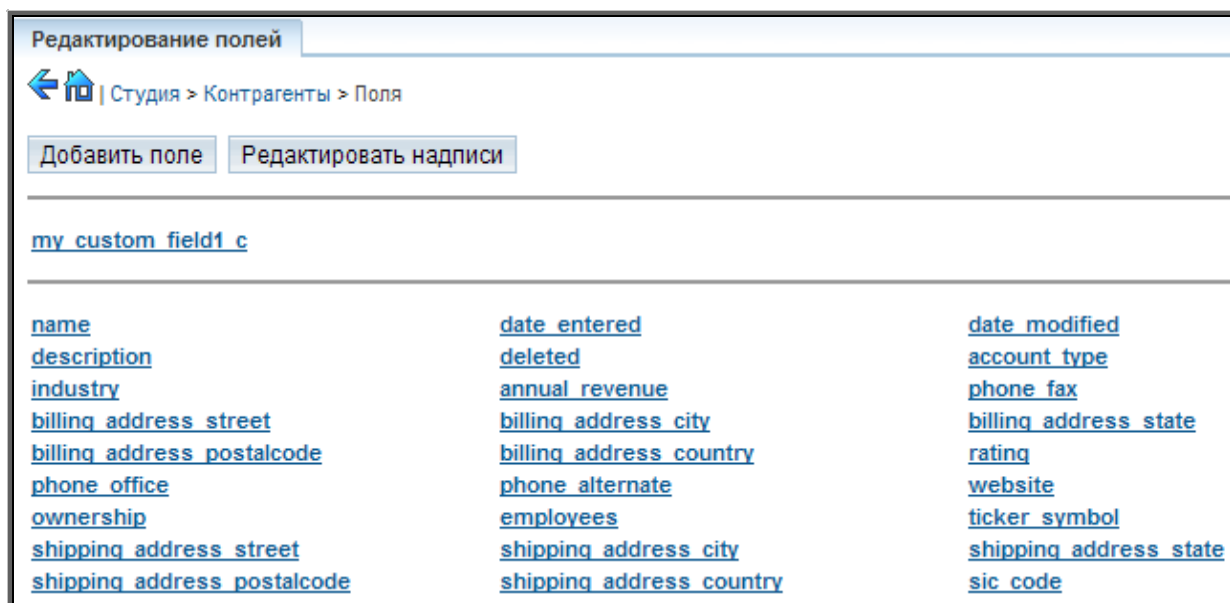 Редактирование полей
| Студия > Контрагенты > Поля
Добавить поле Редактировать надписи
my_custom_field1_c
name date_entered date_modified
description deleted account_type
industry annual_revenue phone_fax
billing_address_street billing_address_city billing_address_state
billing_address_postalcode billing_address_country rating
phone_office phone_alternate website
ownership employees ticker_symbol
shipping_address_street shipping_address_city shipping_address_state
shipping_address_postalcode shipping_address_country sic_code